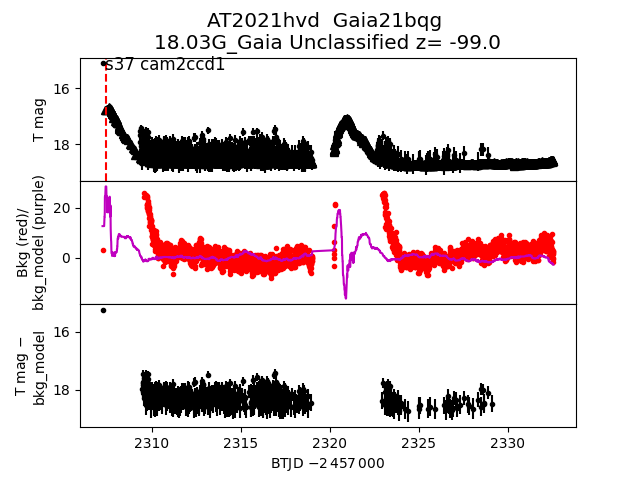 AT2021hvd  Gaia21bqg
18.03G_Gaia Unclassified z= -99.0
s37 cam2ccd1
T mag
16
18
Bkg (red)/
bkg_model (purple)
20
0
T mag −
bkg_model
16
18
2310
2315
2320
2325
2330
BTJD −2 457 000